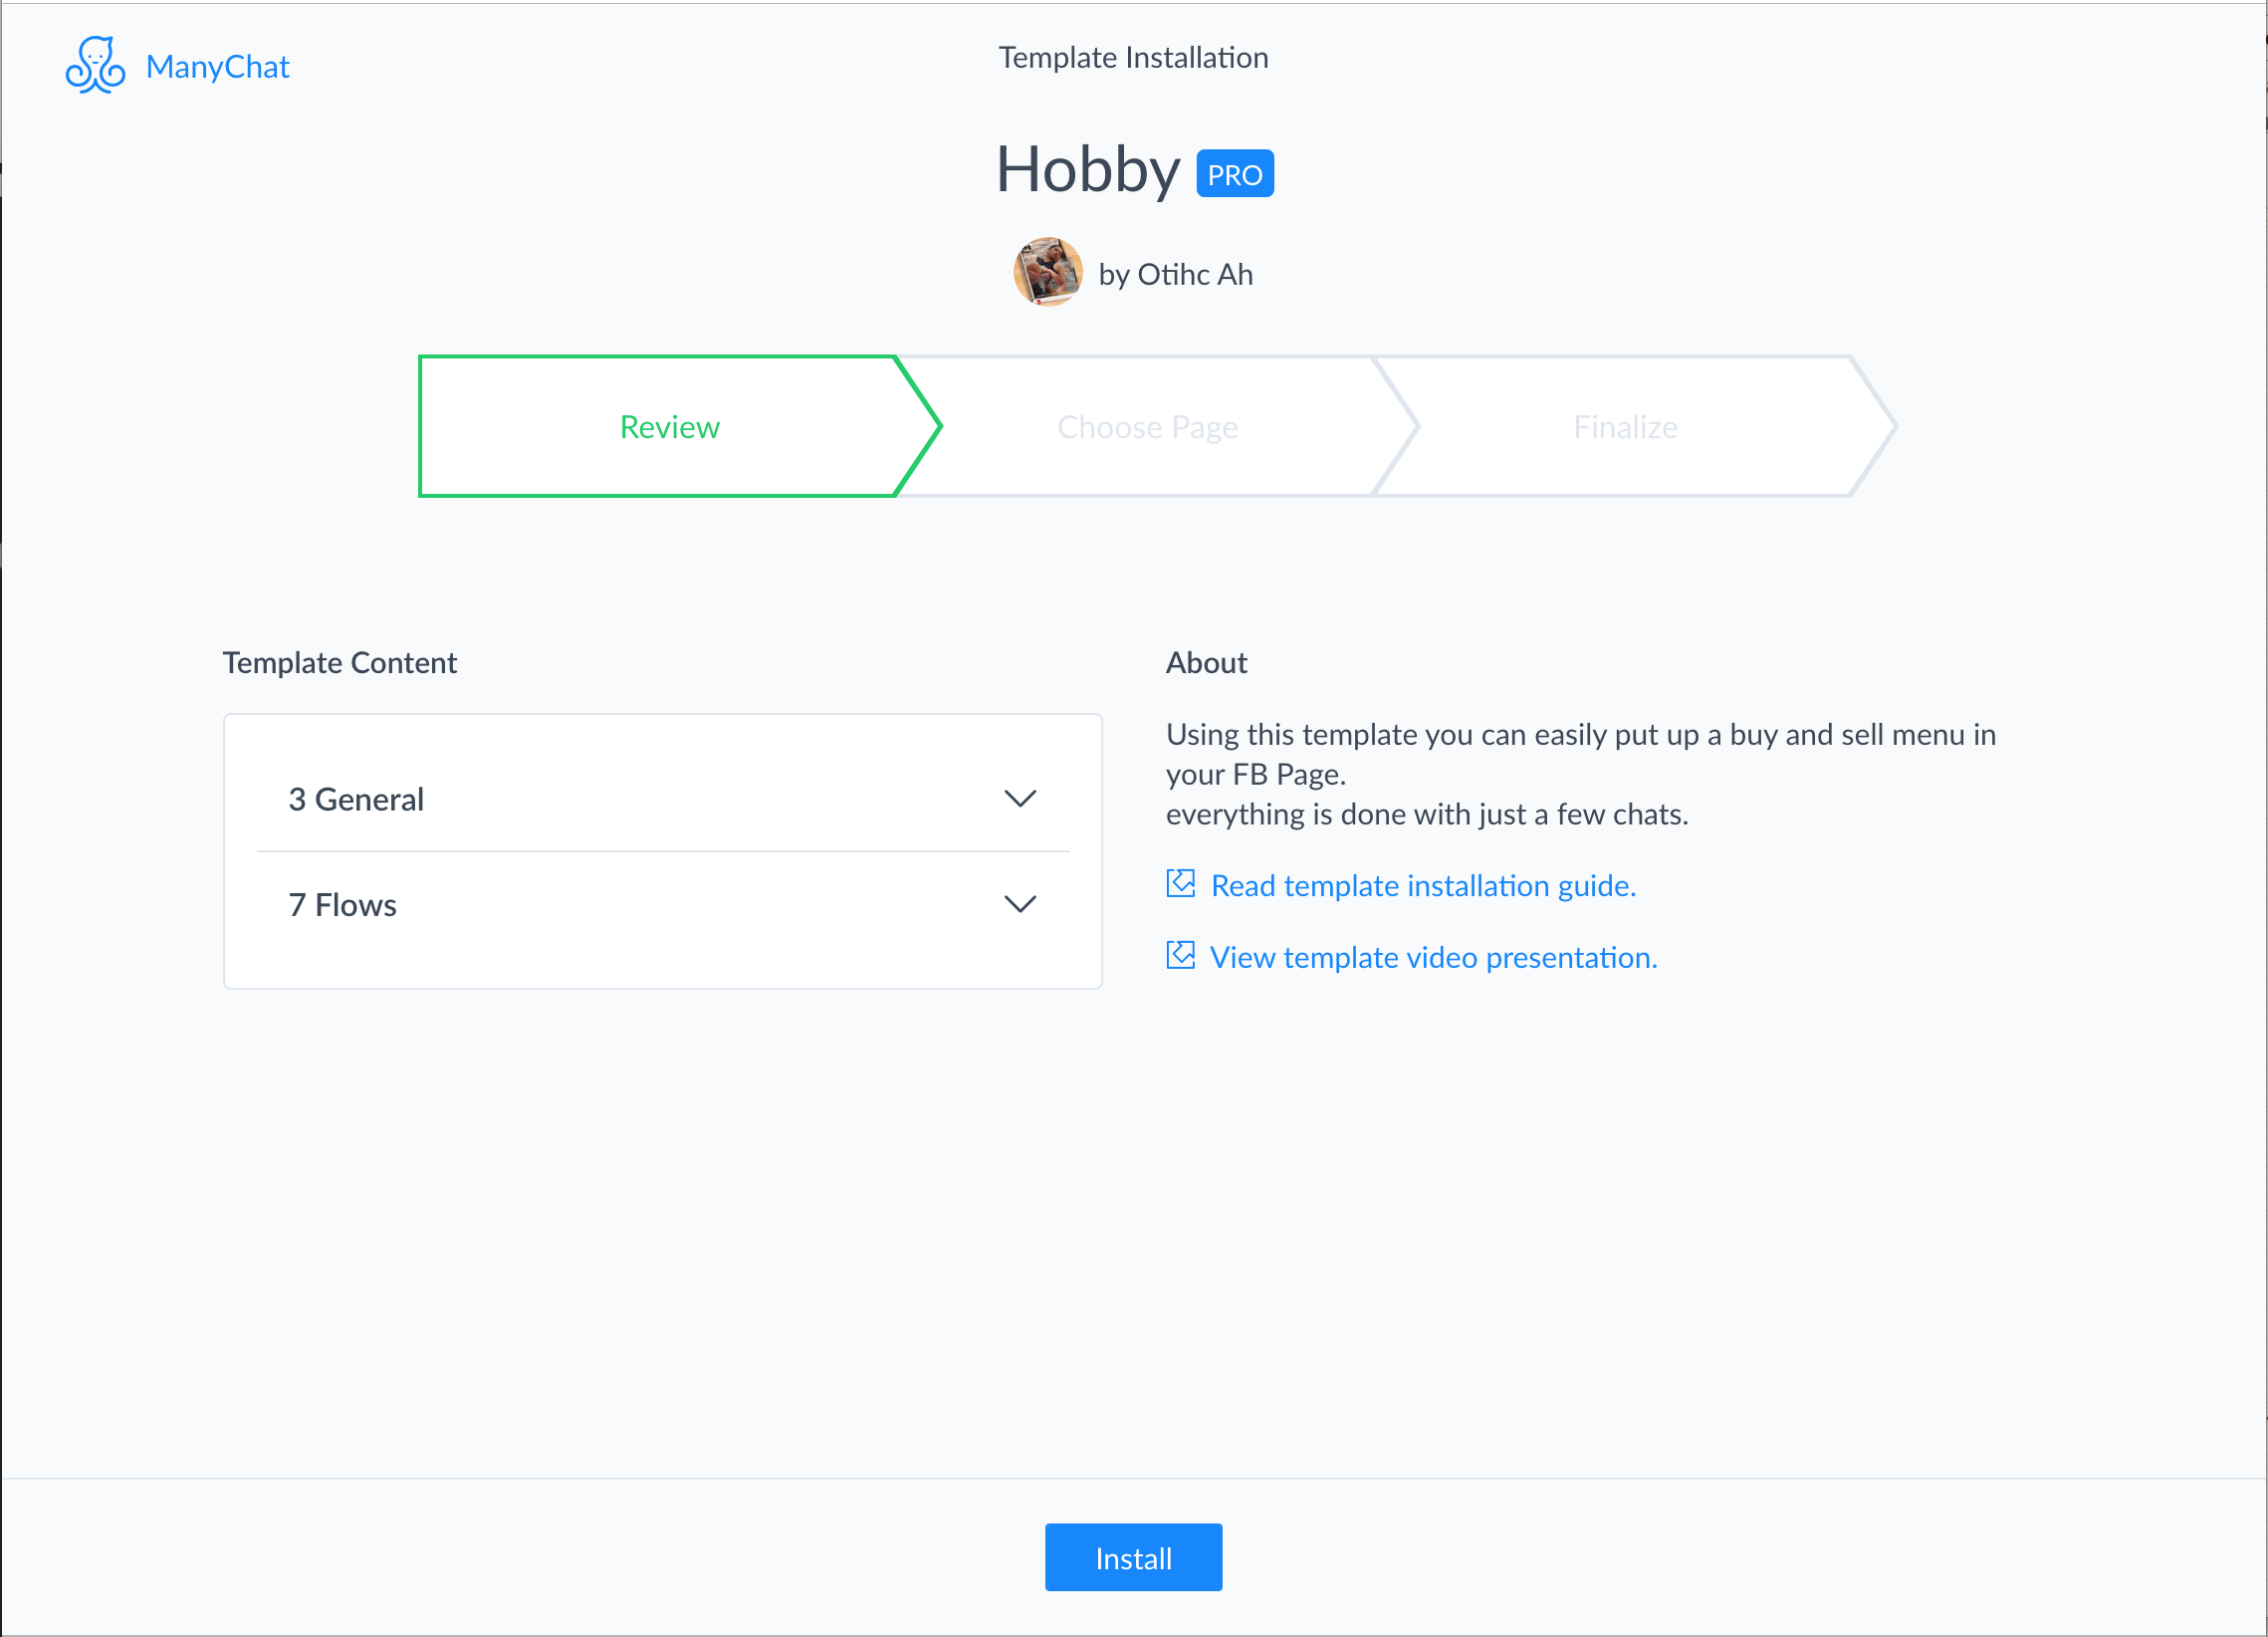 ManyChat
Template Installation
Hobby PRO
by Otihc Ah
Review
Choose Page
Finalize
Template Content
3 General
7 Flows
About
Using this template you can easily put up a buy and sell menu in
your FB Page.
everything is done with just a few chats.
Read template installation guide.
View template video presentation.
Install